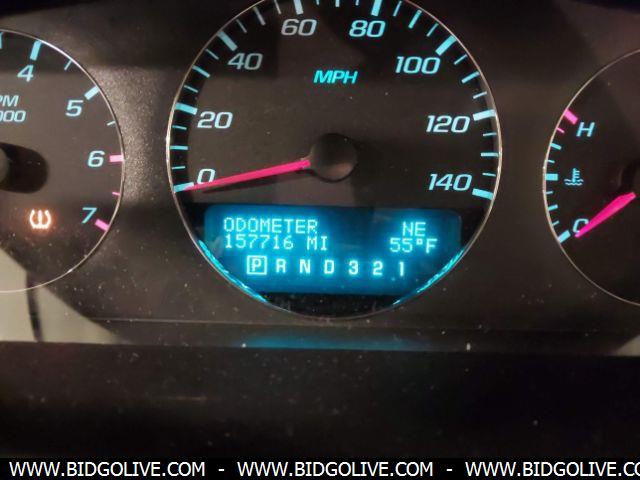 60 80
4 40 100
MPH
5
PM
000 20 120 H
6 0 140
7 ODOMETER NE C
157716 MI 55°F
P R N D 3 2 1
WWW.BIDGOLIVE.COM - WWW.BIDGOLIVE.COM - WWW.BIDGOLIVE.COM